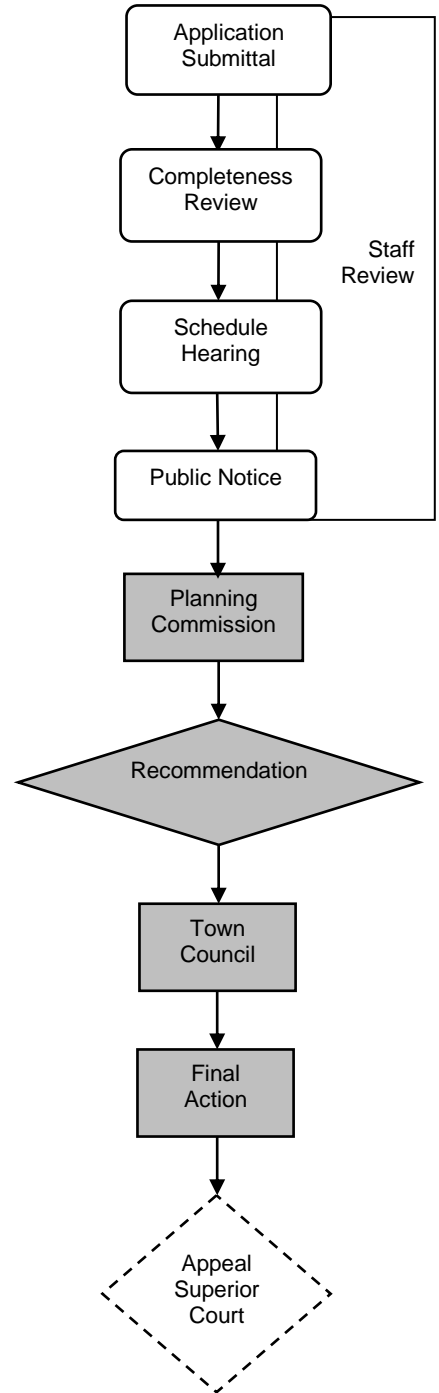 Application
Submittal
Completeness
Review
Staff
Review
Schedule
Hearing
Public Notice
Planning
Commission
Recommendation
Town
Council
Final
Action
Appeal
Superior
Court